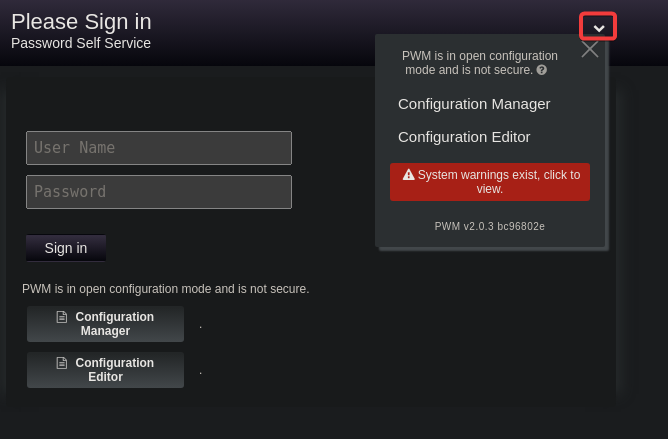 Please Sign in
Password Self Service
PWM is in open configuration
mode and is not secure.
Configuration Manager
Configuration Editor
System warnings exist, click to
view.
PWM v2.0.3 bc96802e
User Name
Password
Sign in
PWM is in open configuration mode and is not secure.
Configuration
Manager
.
Configuration
Editor
.